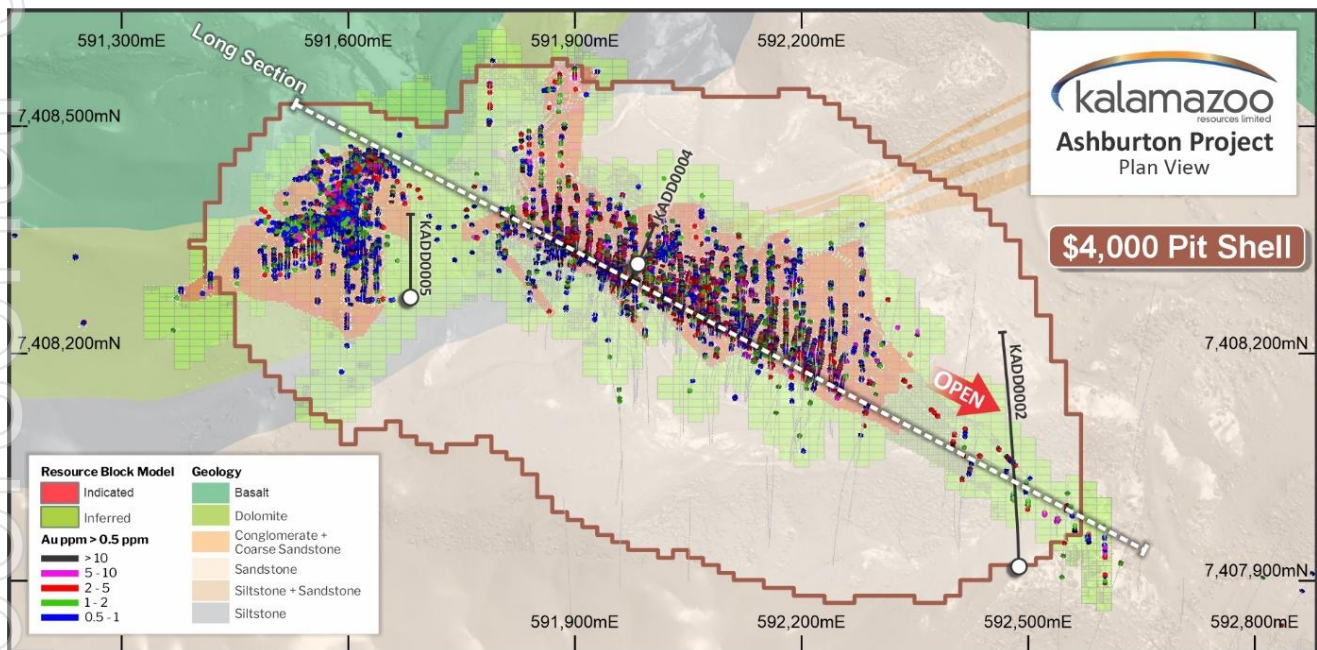 591,300mE
591,600mE
591,900mE
592,200mE
Long Section
kalamazoo
resources limited
Ashburton Project
Plan View
7,408,500mN
$4,000 Pit Shell
KADD0004
KADD0005
7,408,200mN
7,408,200mN
KADD0002
OPEN
Resource Block Model
Indicated
Inferred
Au ppm > 0.5 ppm
> 10
5 - 10
2 - 5
1 - 2
0.5 - 1
Geology
Basalt
Dolomite
Conglomerate +
Coarse Sandstone
Sandstone
Siltstone + Sandstone
Siltstone
7,407,900mN
591,900mE
592,200mE
592,500mE
592,800mE